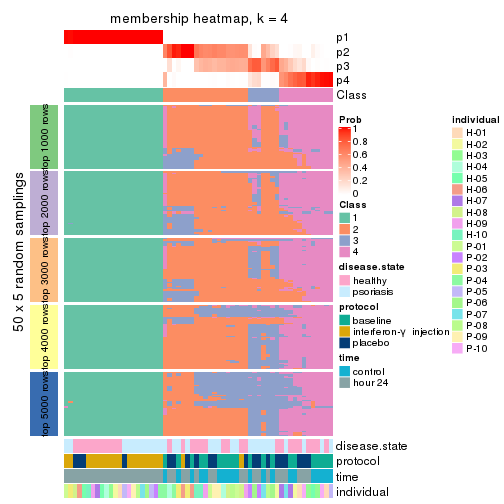 membership heatmap, k = 4
p1
p2
p3
p4
Class
50 x 5 random samplings
top 1000 rows
top 2000 rows
top 3000 rows
top 4000 rows
top 5000 rows
disease.state
protocol
time
individual
Prob
1
0.8
0.6
0.4
0.2
0
Class
1
2
3
4
disease.state
healthy
psoriasis
protocol
baseline
interferon-γ injection
placebo
time
control
hour 24
individual
H-01
H-02
H-03
H-04
H-05
H-06
H-07
H-08
H-09
H-10
P-01
P-02
P-03
P-04
P-05
P-06
P-07
P-08
P-09
P-10